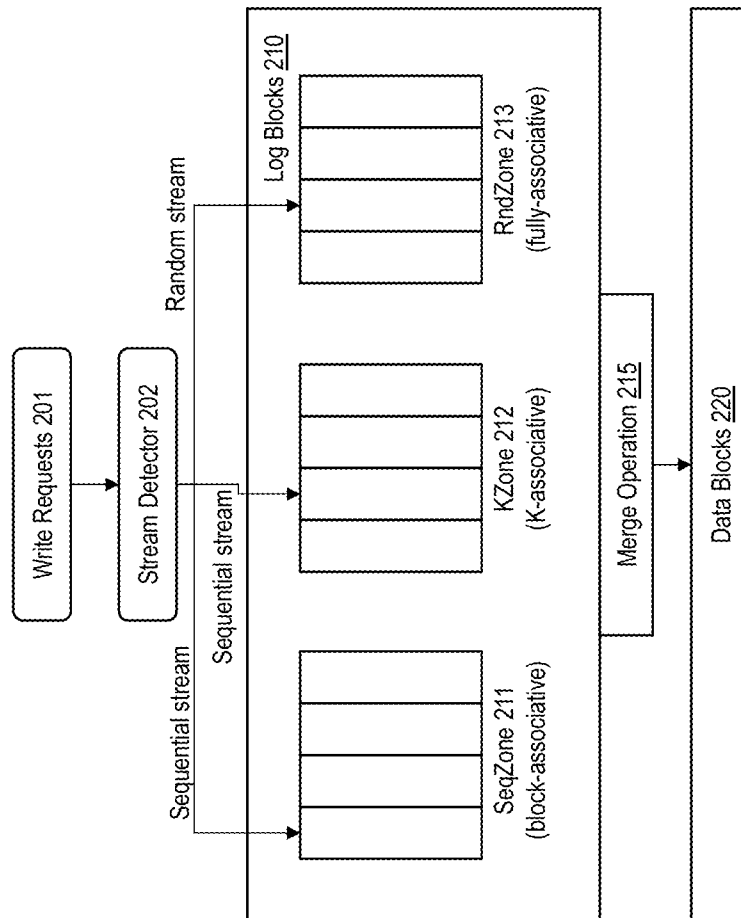 Write Requests 201
Stream Detector 202
Sequential stream
Sequential stream
Random stream
Log Blocks 210
SeqZone 211
(block-associative)
KZone 212
(K-associative)
RndZone 213
(fully-associative)
Merge Operation 215
Data Blocks 220